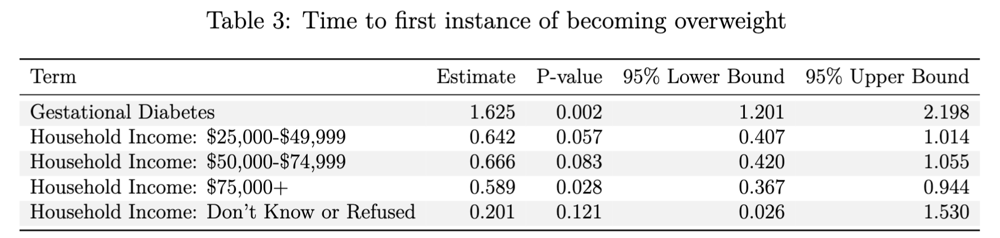 Table 3: Time to first instance of becoming overweight
Term Estimate P-value 95% Lower Bound 95% Upper Bound
Gestational Diabetes 1.625 0.002 1.201 2.198
Household Income: $25,000-$49,999 0.642 0.057 0.407 1.014
Household Income: $50,000-$74,999 0.666 0.083 0.420 1.055
Household Income: $75,000+ 0.589 0.028 0.367 0.944
Household Income: Don't Know or Refused 0.201 0.121 0.026 1.530